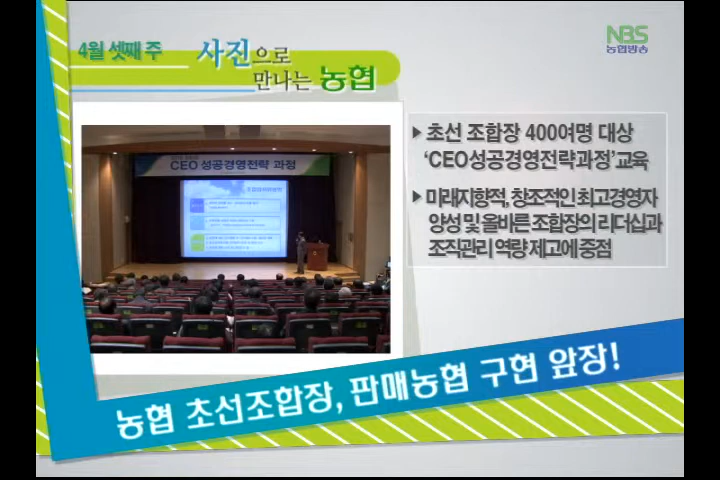 4월 셋째 주
사진으로
만나는 농협
NBS
농협방송
CEO 성공경영전략 과정
▶ 초선 조합장 400여명 대상
'CEO성공경영전략과정'교육
▶ 미래지향적, 창조적인 최고경영자
양성 및 올바른 조합장의 리더십과
조직관리 역량 제고에 중점
농협 초선조합장, 판매농협 구현 앞장!